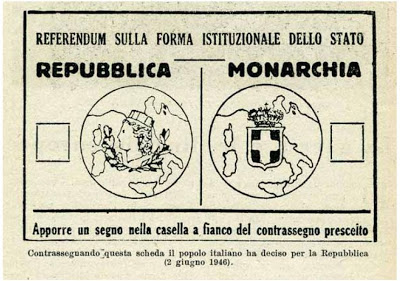 REFERENDUM SULLA FORMA ISTITUZIONALE DELLO STATO
REPUBBLICA
MONARCHIA
Apporre un segno nella casella a fianco del contrassegno prescelto
Contrassegnando questa scheda il popolo italiano ha deciso per la Repubblica
(2 giugno 1946).